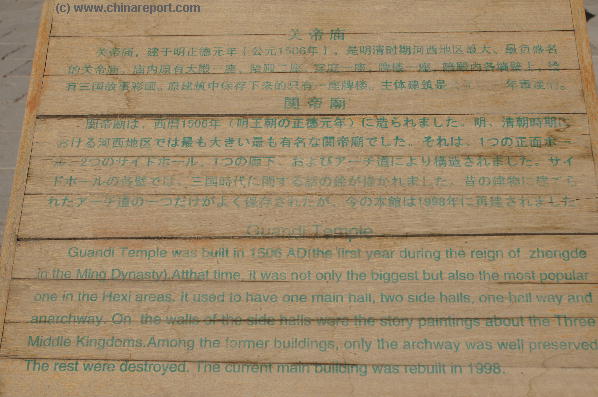 (c) www.chinareport.com
关帝庙
关帝庙，建于明正德元年（公元1506年），是明清时期河西地区最大、最负盛名
的关帝庙。庙内原有大殿一座、陪殿二座、
有三国故事彩画。原建筑中保存下来的只有一座牌楼。主体建筑是
関帝廟
関帝廟は、西暦1506年（明王朝の正徳元年）に造られました。明、清朝時期に
おける河西地区では最も大きい最も有名な関帝廟でした。それは、1つの正面ホー
ル、2つのサイドホール、1つの廊下、およびアーチ道により構造されました。サイ
ドホールの各壁では、三国時代に関する話の絵が描かれました。昔の建物に建てら
れたアーチ道の一つだけがよく保存されたが、今の本館は1998年に再建されました
Guandi Temple
Guandi Temple was built in 1506 AD(the first year during the reign of zhengde
in the Ming Dynasty).Atthat time, it was not only the biggest but also the most popular
one in the Hexi areas. It used to have one main hall, two side halls, one hall way and
anarchway. On the walls of the side halls were the story paintings about the Three
Middle Kingdoms.Among the former buildings, only the archway was well preserved
The rest were destroyed. The current main building was rebuilt in 1998.